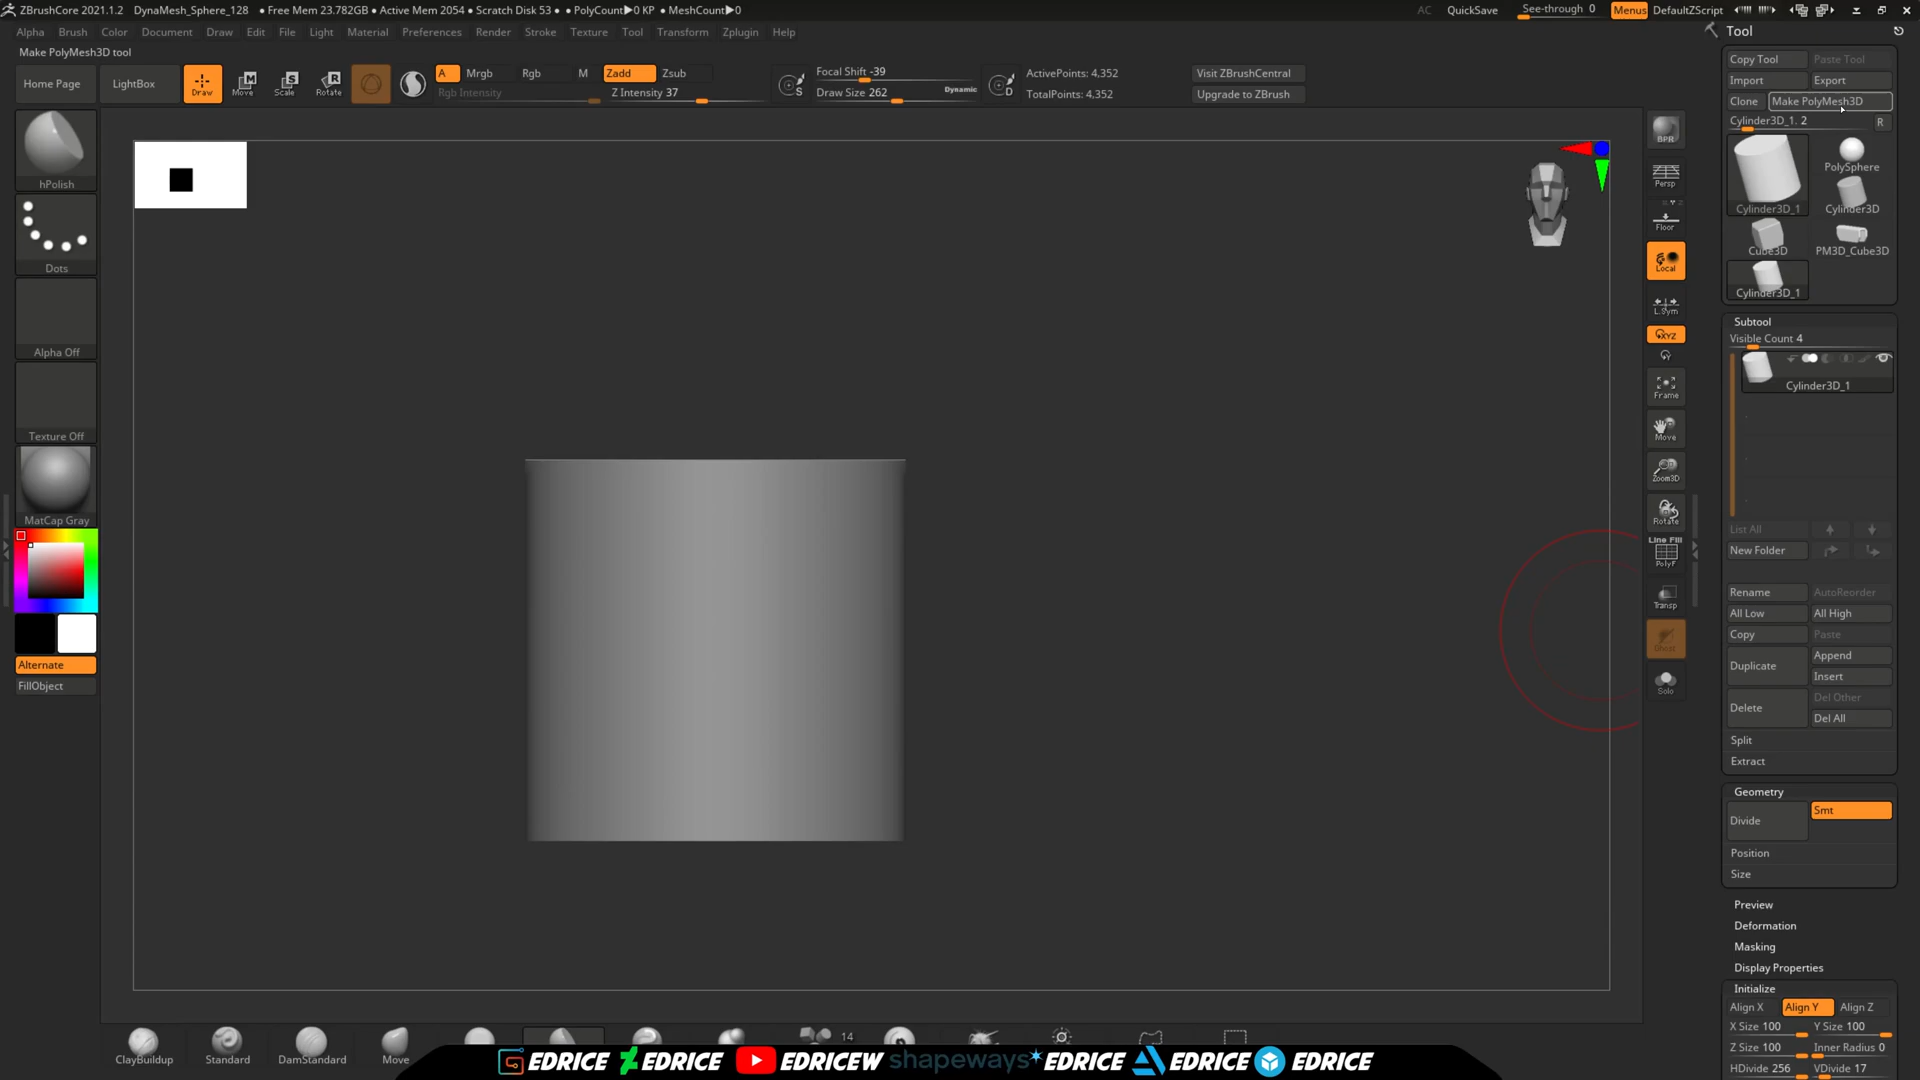 ZBrushCore 2021.1.2 DynaMesh_Sphere_128 • Free Mem 23.782GB • Active Mem 2054 • Scratch Disk 53 • • PolyCount▶0 KP • MeshCount▶0
AC QuickSave See-through 0 Menus DefaultZScript
Alpha Brush Color Document Draw Edit File Light Material Preferences Render Stroke Texture Tool Transform Zplugin Help
Make PolyMesh3D tool
Home Page LightBox Draw Move Scale Rotate
A Mrgb Rgb M Zadd Zsub
Rgb Intensity Z Intensity 37
Focal Shift -39
Draw Size 262 Dynamic
ActivePoints: 4,352
TotalPoints: 4,352
Visit ZBrushCentral
Upgrade to ZBrush
hPolish
Dots
Alpha Off
Texture Off
MatCap Gray
Alternate
FillObject
BPR
Persp
Floor
Local
L.Sym
XYZ
Frame
Move
Zoom3D
Rotate
Line Fill
PolyF
Transp
Ghost
Solo
Tool
Copy Tool Paste Tool
Import Export
Clone Make PolyMesh3D
Cylinder3D_1. 2 R
PolySphere
Cylinder3D_1 Cylinder3D
Cube3D PM3D_Cube3D
Cylinder3D_1
Subtool
Visible Count 4
Cylinder3D_1
List All
New Folder
Rename AutoReorder
All Low All High
Copy Paste
Duplicate Append
Insert
Delete Del Other
Del All
Split
Extract
Geometry
Divide Smt
Position
Size
Preview
Deformation
Masking
Display Properties
Initialize
Align X Align Y Align Z
X Size 100 Y Size 100
Z Size 100 Inner Radius 0
HDivide 256 VDivide 17
14
ClayBuildup Standard DamStandard Move
EDRICE EDRICE EDRICEW shapeways* EDRICE EDRICE EDRICE